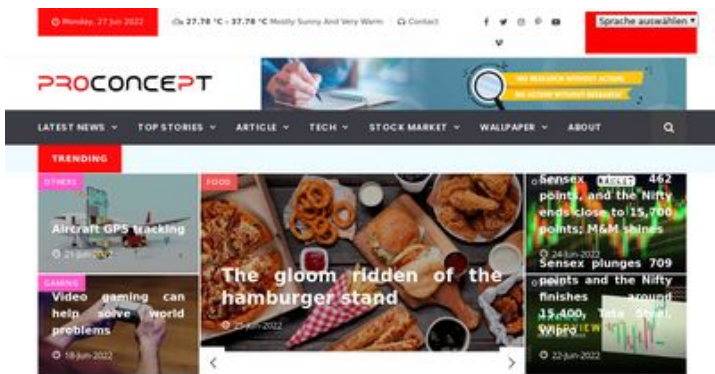 Monday, 27 Jun 2022
27.78 °C - 37.78 °C Mostly Sunny And Very Warm
Contact
Sprache auswählen
PROCONCEPT
NO RESEARCH WITHOUT ACTION,
NO ACTION WITHOUT RESEARCH
LATEST NEWS
TOP STORIES
ARTICLE
TECH
STOCK MARKET
WALLPAPER
ABOUT
TRENDING
OTHERS
Aircraft GPS tracking
21-Jun-2022
GAMING
Video gaming can
help solve world
problems
18-Jun-2022
FOOD
The gloom ridden of the
hamburger stand
25-Jun-2022
Sensex 462
points, and the Nifty
ends close to 15,700
points; M&M shines
24-Jun-2022
Sensex plunges 709
points and the Nifty
finishes around
15,400, Tata Steel,
Wipro
22-Jun-2022